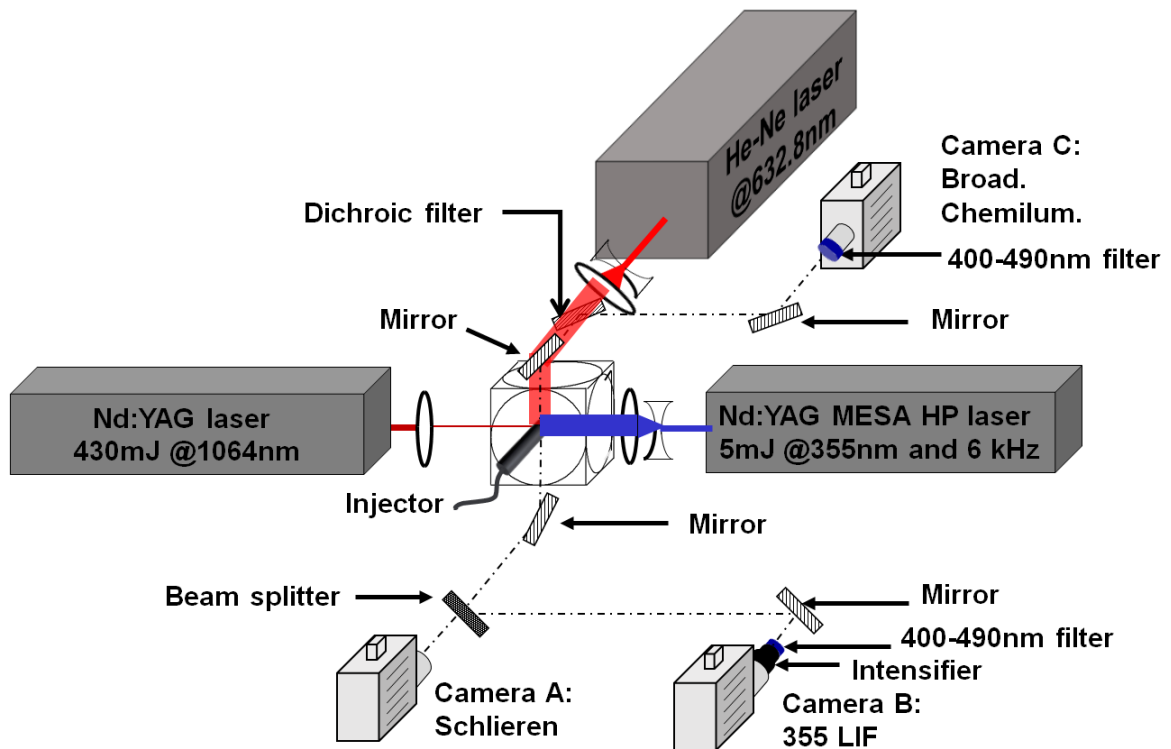 He-Ne laser
@632.8nm
Camera C:
Broad.
Chemilum.
400-490nm filter
Dichroic filter
Mirror
Mirror
Nd:YAG laser
430mJ @1064nm
Nd:YAG MESA HP laser
5mJ @355nm and 6 kHz
Injector
Mirror
Beam splitter
Mirror
400-490nm filter
Intensifier
Camera A:
Schlieren
Camera B:
355 LIF